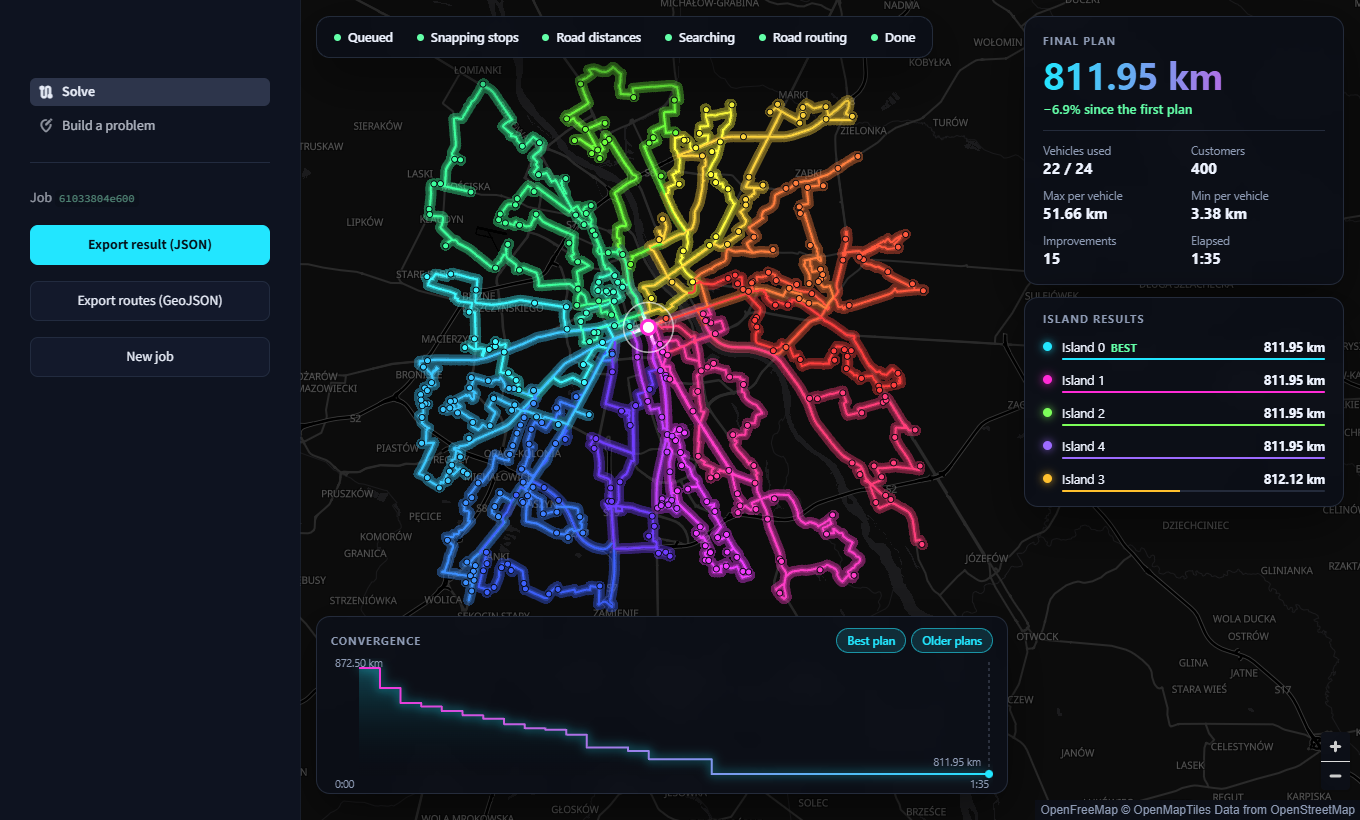 Solve
Build a problem
Job 61033804e600
Export result (JSON)
Export routes (GeoJSON)
New job
Queued
Snapping stops
Road distances
Searching
Road routing
Done
FINAL PLAN
811.95 km
−6.9% since the first plan
Vehicles used
22 / 24
Customers
400
Max per vehicle
51.66 km
Min per vehicle
3.38 km
Improvements
15
Elapsed
1:35
ISLAND RESULTS
Island 0 BEST 811.95 km
Island 1 811.95 km
Island 2 811.95 km
Island 4 811.95 km
Island 3 812.12 km
CONVERGENCE
Best plan
Older plans
872.50 km
811.95 km
0:00
1:35
MICHAŁÓW-GRABINA
NADMA
WOŁOMIN
KOBYŁKA
ŁOMIANKI
MARKI
SIERAKÓW
TURÓW
ZIELONKA
TRUSKAW
LASKI
ZĄBKI
LIPKÓW
SULEJÓWEK
PIASTÓW
S2
PRUSZKÓW
PĘCICE
KOMORÓW
GRANICA
STRZENIÓWKA
WOLICA
SĘKOCIN STARY
ZAMIENIE
JÓZEFÓW
DZIECHCINIEC
GLINIANKA
WOLA DUCKA
OSTRÓW
OTWOCK
GLINA
JATNE
STARA WIEŚ
S17
JANÓW
CELESTYNÓW
LASEK
REGUT
KARPISKA
GŁOSKÓW
SOLEC
BRZEŚCE
WOLA MROKOWSKA
+
−
OpenFreeMap © OpenMapTiles Data from OpenStreetMap